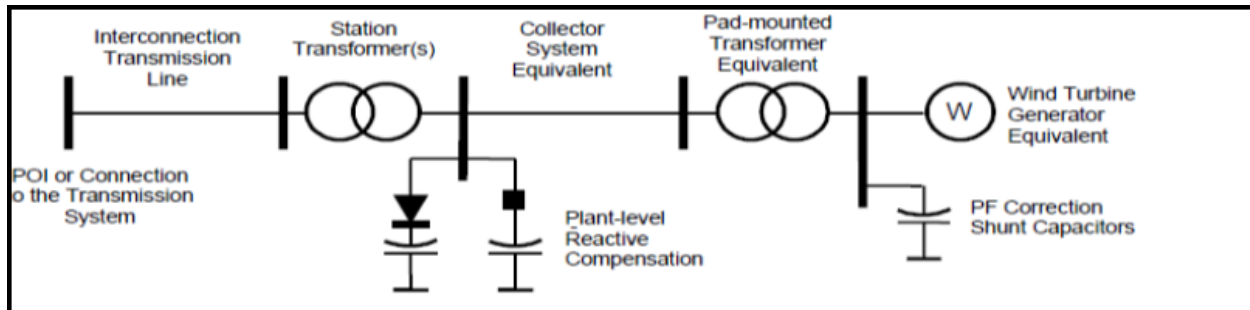 Interconnection
Transmission
Line
Station
Transformer(s)
Collector
System
Equivalent
Pad-mounted
Transformer
Equivalent
W
Wind Turbine
Generator
Equivalent
POI or Connection
o the Transmission
System
Plant-level
Reactive
Compensation
PF Correction
Shunt Capacitors